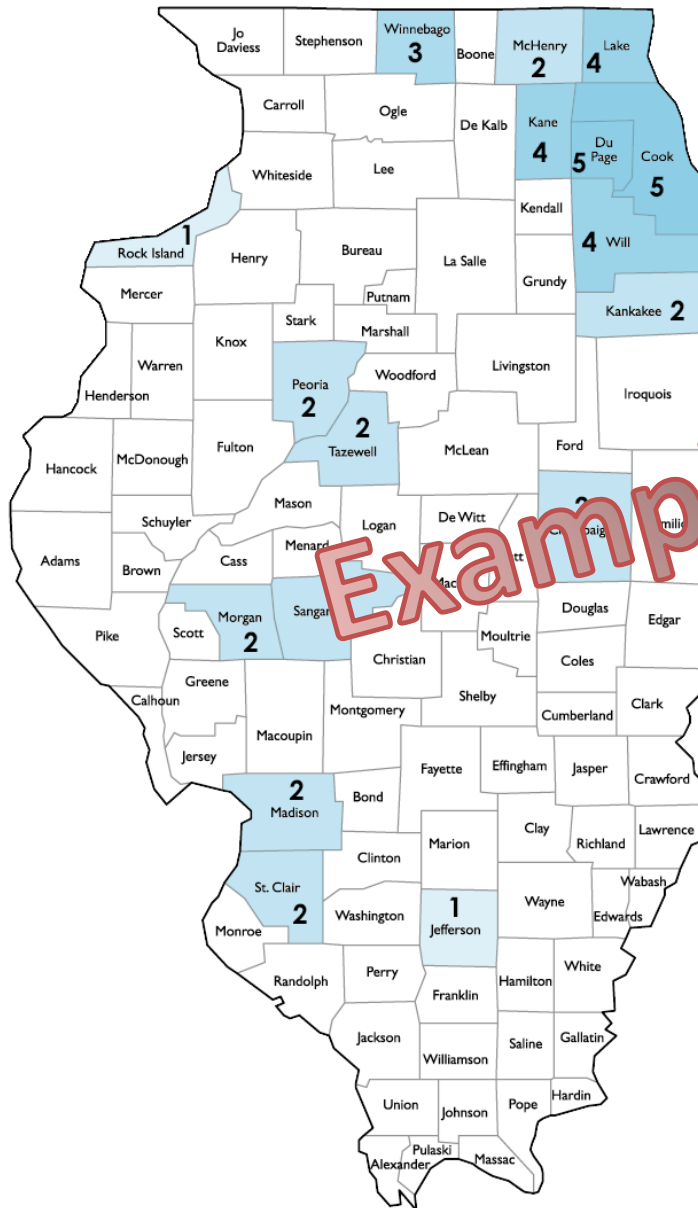 Jo
Daviess
Stephenson
Winnebago
3
Boone
McHenry
2
4 Lake
Carroll
Ogle
De Kalb
Kane
4
Du
Page
5
Cook
5
Whiteside
Lee
Kendall
4 Will
1
Rock Island
Henry
Bureau
La Salle
Grundy
Kankakee 2
Mercer
Putnam
Stark
Marshall
Knox
Warren
Henderson
Peoria
2
Woodford
Livingston
Iroquois
2
Tazewell
Fulton
McLean
Ford
Hancock
McDonough
Mason
Schuyler
Logan
De Witt
Menard
Cass
Adams
Brown
Examp
Morgan
2
Sangar
Scott
Pike
Christian
Moultrie
Douglas
Edgar
Coles
Greene
Calhoun
Shelby
Cumberland
Clark
Montgomery
Macoupin
Jersey
Fayette
Effingham
Jasper
Crawford
2
Madison
Bond
Clay
Richland
Lawrence
Marion
Clinton
St. Clair
2
Wabash
Edwards
Wayne
Washington
1
Jefferson
Monroe
Randolph
Perry
Franklin
Hamilton
White
Jackson
Williamson
Saline
Gallatin
Union
Johnson
Pope
Hardin
Pulaski
Alexander
Massac